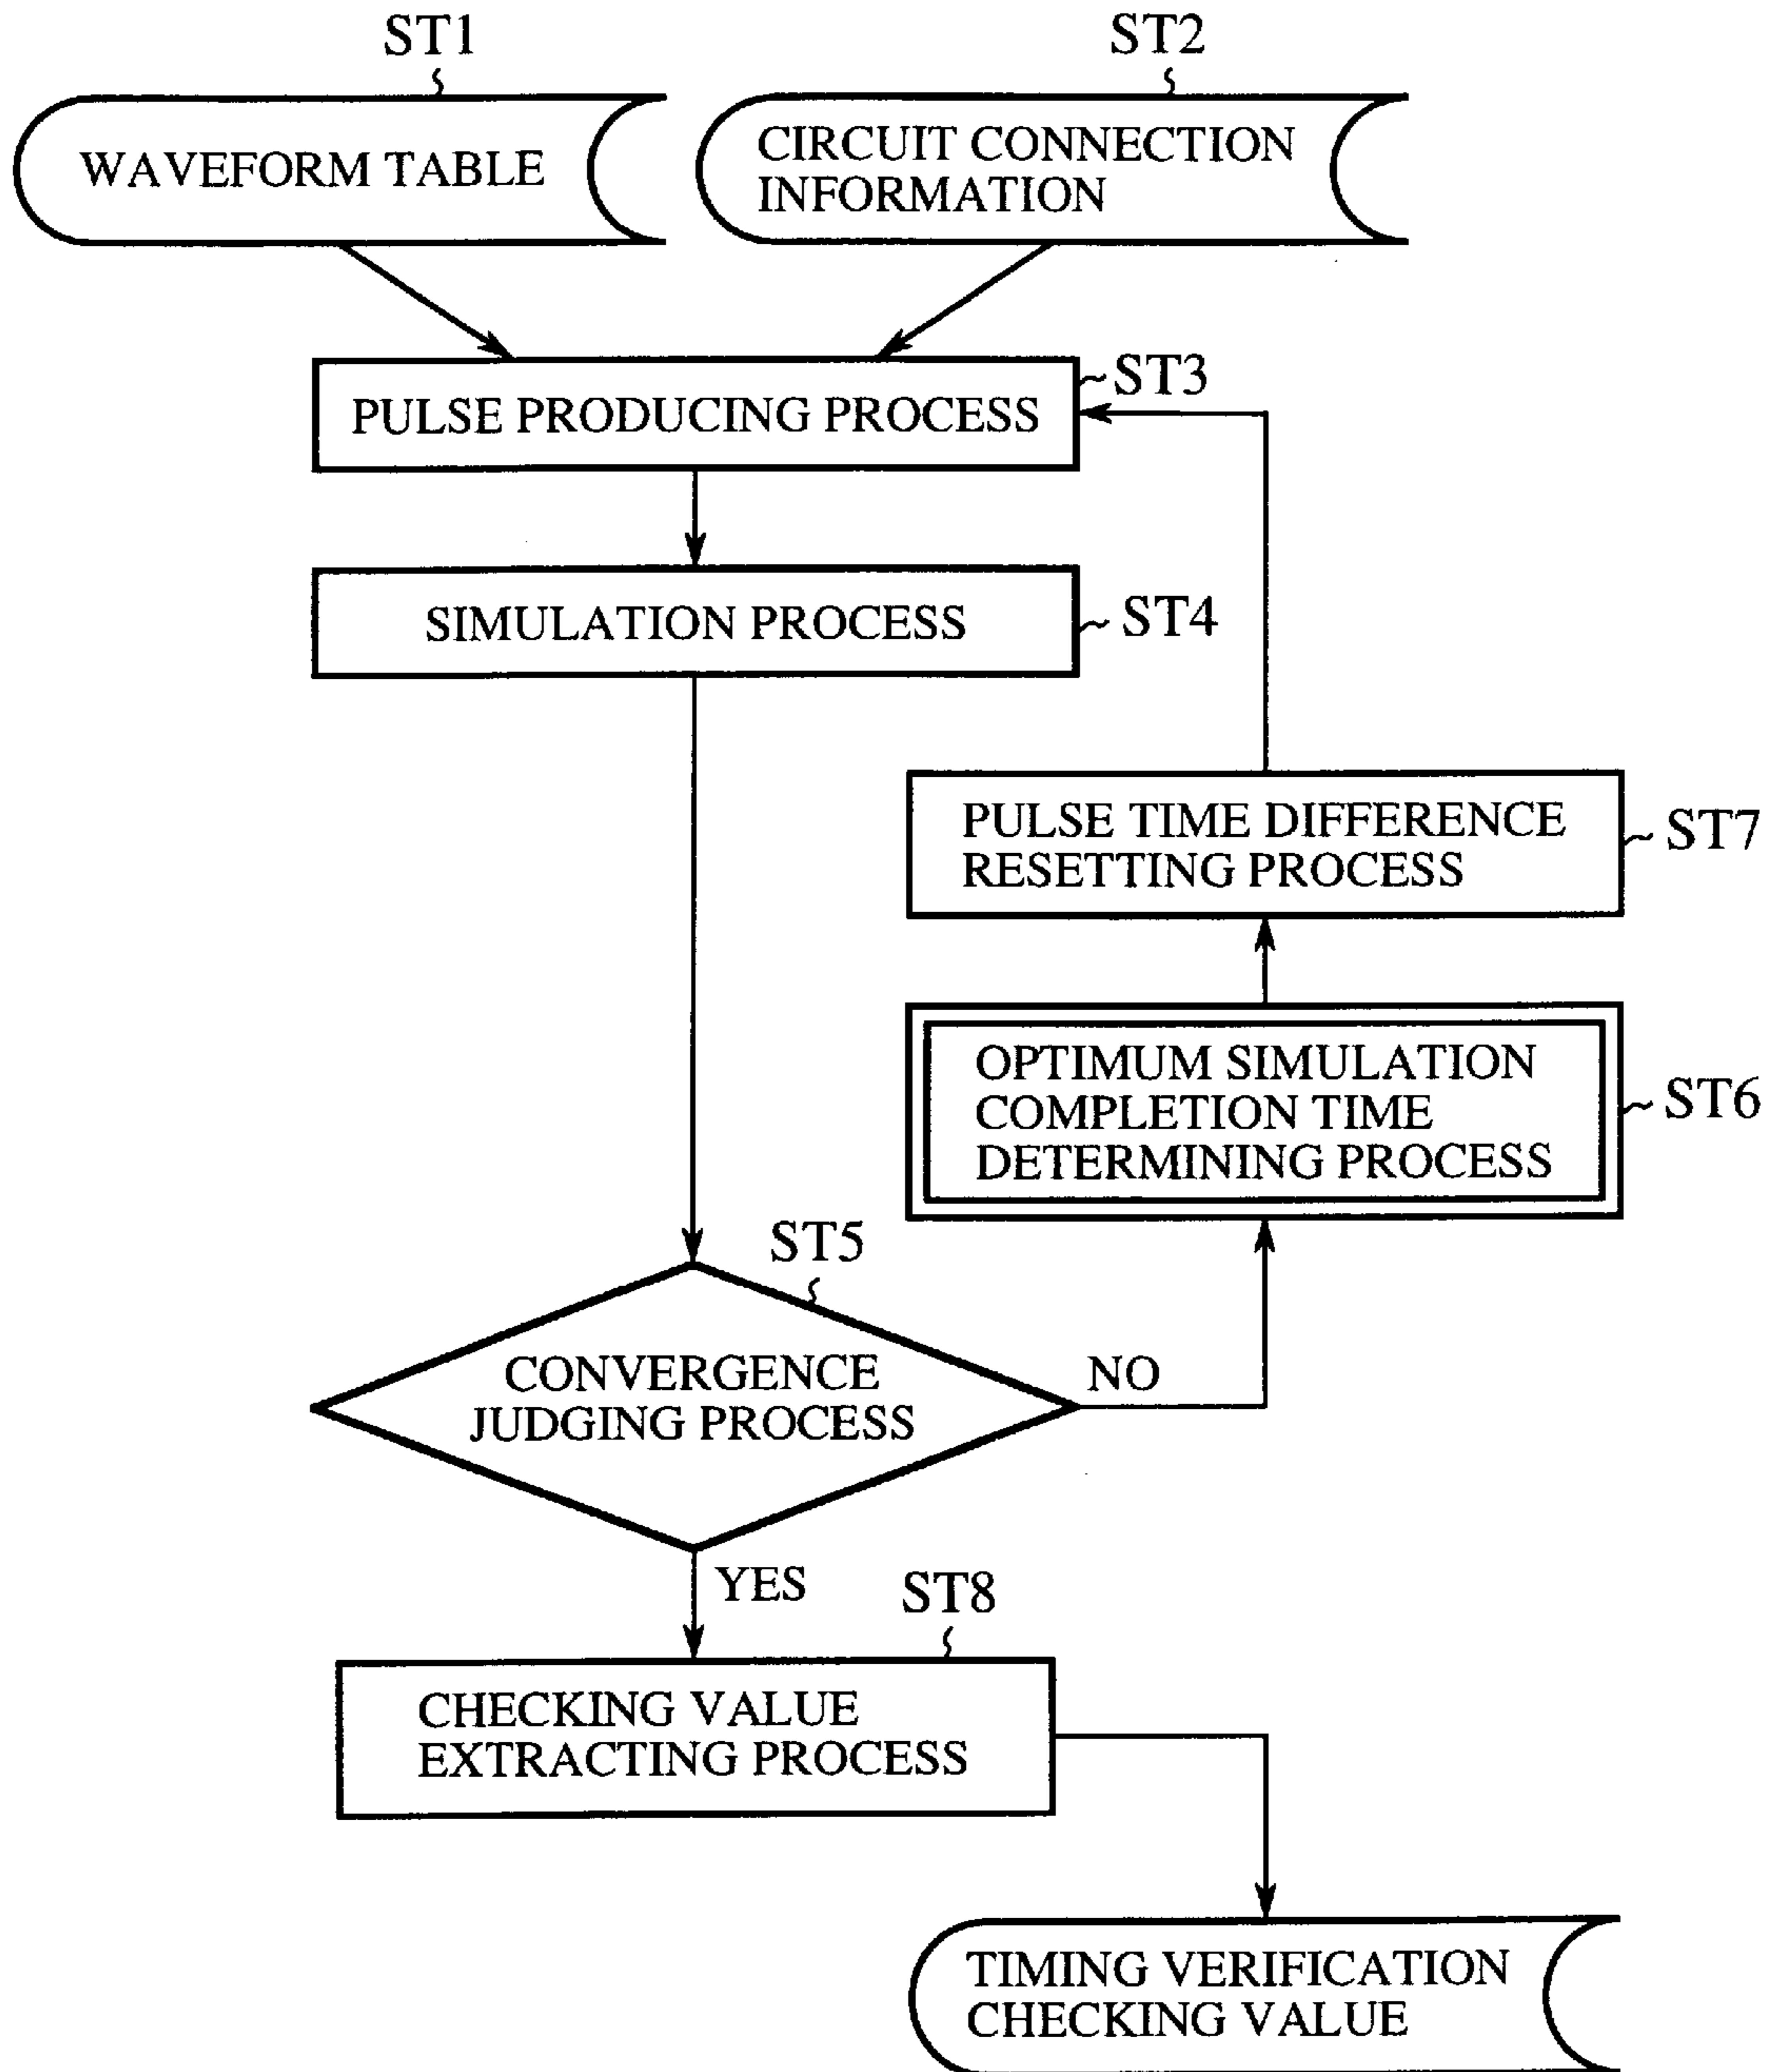 ST1
ST2
WAVEFORM TABLE
CIRCUIT CONNECTION
INFORMATION
ST3
PULSE PRODUCING PROCESS
SIMULATION PROCESS
ST4
PULSE TIME DIFFERENCE
RESETTING PROCESS
ST7
OPTIMUM SIMULATION
COMPLETION TIME
DETERMINING PROCESS
ST6
ST5
CONVERGENCE
JUDGING PROCESS
NO
YES
ST8
CHECKING VALUE
EXTRACTING PROCESS
TIMING VERIFICATION
CHECKING VALUE